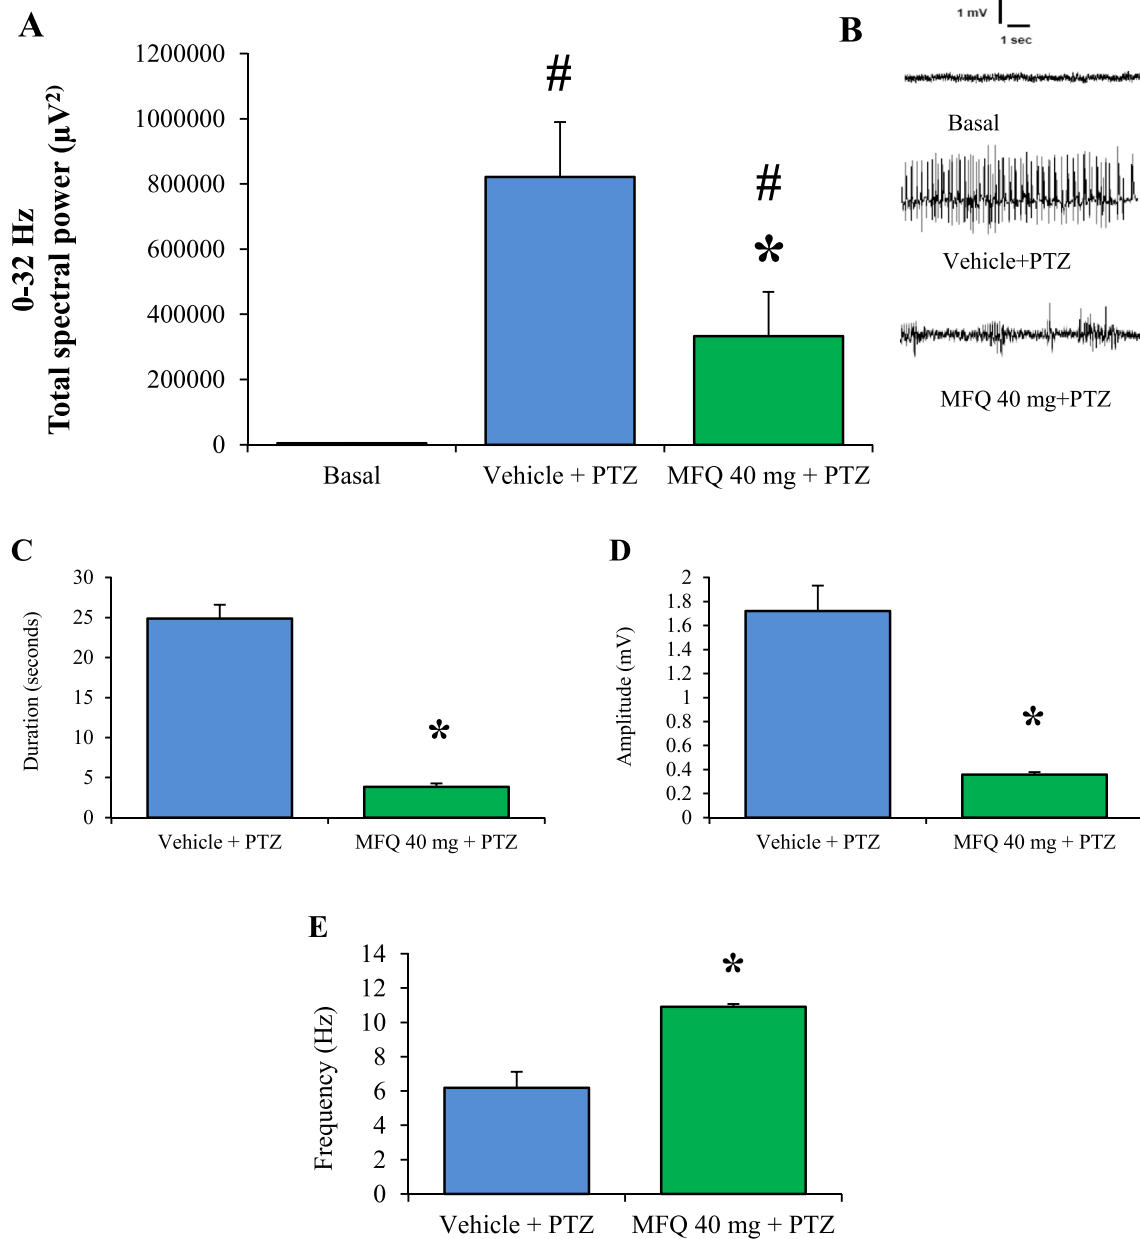 A
0-32 Hz
Total spectral power (µV²)
1200000
1000000
800000
600000
400000
200000
0
#
#
*
Basal
Vehicle + PTZ
MFQ 40 mg + PTZ
B
1 mV
1 sec
Basal
Vehicle+PTZ
MFQ 40 mg+PTZ
C
Duration (seconds)
30
25
20
15
10
5
0
*
Vehicle + PTZ
MFQ 40 mg + PTZ
D
Amplitude (mV)
2
1.8
1.6
1.4
1.2
1
0.8
0.6
0.4
0.2
0
*
Vehicle + PTZ
MFQ 40 mg + PTZ
E
Frequency (Hz)
14
12
10
8
6
4
2
0
*
Vehicle + PTZ
MFQ 40 mg + PTZ